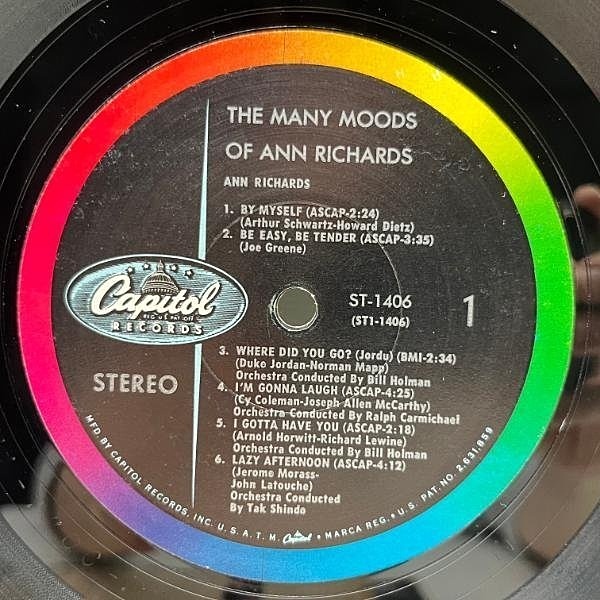 THE MANY MOODS
OF ANN RICHARDS
ANN RICHARDS
1. BY MYSELF (ASCAP-2:24)
(Arthur Schwartz-Howard Dietz)
2. BE EASY, BE TENDER (ASCAP-3:35)
(Joe Greene)
Capitol
REG. U.S. PAT. OFF.
RECORDS
ST-1406
(ST1-1406)
1
STEREO
3. WHERE DID YOU GO? (Jordu) (BMI-2:34)
(Duke Jordan-Norman Mapp)
Orchestra Conducted By Bill Holman
4. I'M GONNA LAUGH (ASCAP-4:25)
(Cy Coleman-Joseph Allen McCarthy)
Orchestra Conducted By Ralph Carmichael
5. I GOTTA HAVE YOU (ASCAP-2:18)
(Arnold Horwitt-Richard Lewine)
Orchestra Conducted By Bill Holman
6. LAZY AFTERNOON (ASCAP-4:12)
(Jerome Morass-
John Latouche)
Orchestra Conducted
By Tak Shindo
MFD. BY CAPITOL RECORDS, INC. U.S.A. T.M. Capitol • MARCA REG. • U.S. PAT. NO. 2,631,859